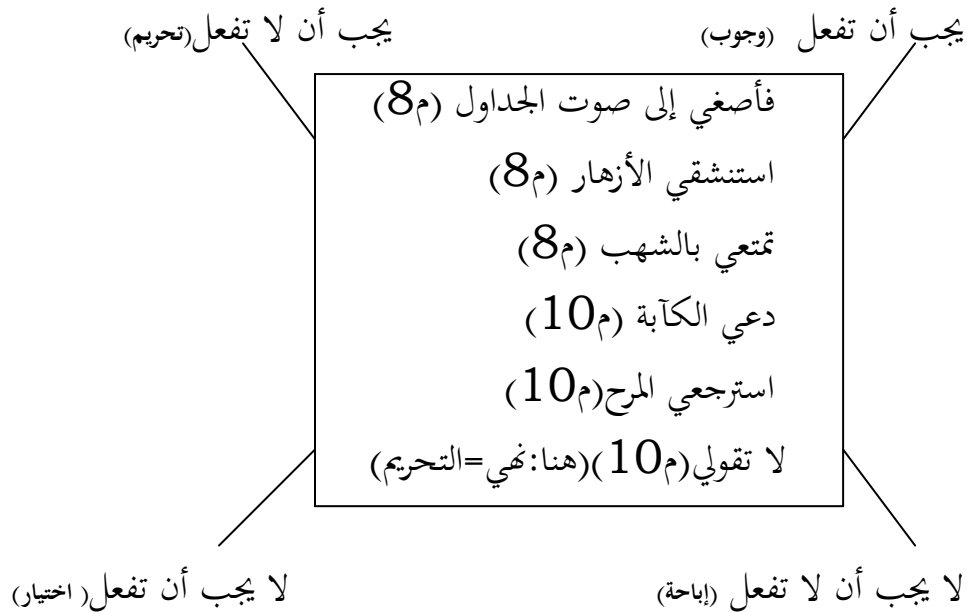 يجب أن تفعل (وجوب)
يجب أن لا تفعل(تحريم)
فأصغي إلى صوت الجداول (م8)
استنشقي الأزهار (م8)
تمتعي بالشهب (م8)
دعي الكآبة (م10)
استرجعي المرح(م10)
لا تقولي(م10)(هنا:نهي=التحريم)
لا يجب أن لا تفعل (إباحة)
لا يجب أن تفعل( اختيار)